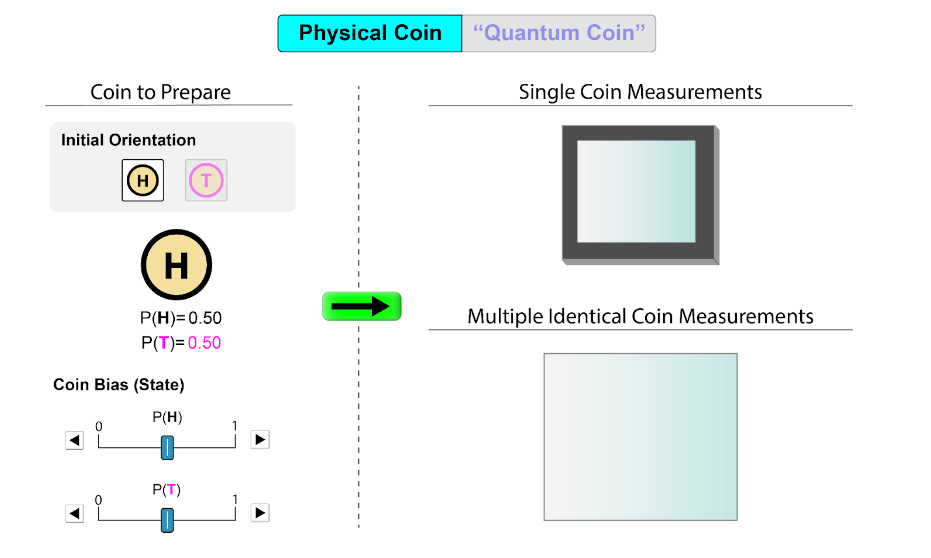 Physical Coin
“Quantum Coin”
Coin to Prepare
Initial Orientation
H
T
H
P(H)=0.50
P(T)=0.50
Coin Bias (State)
P(H)
0
1
P(T)
0
1
Single Coin Measurements
Multiple Identical Coin Measurements